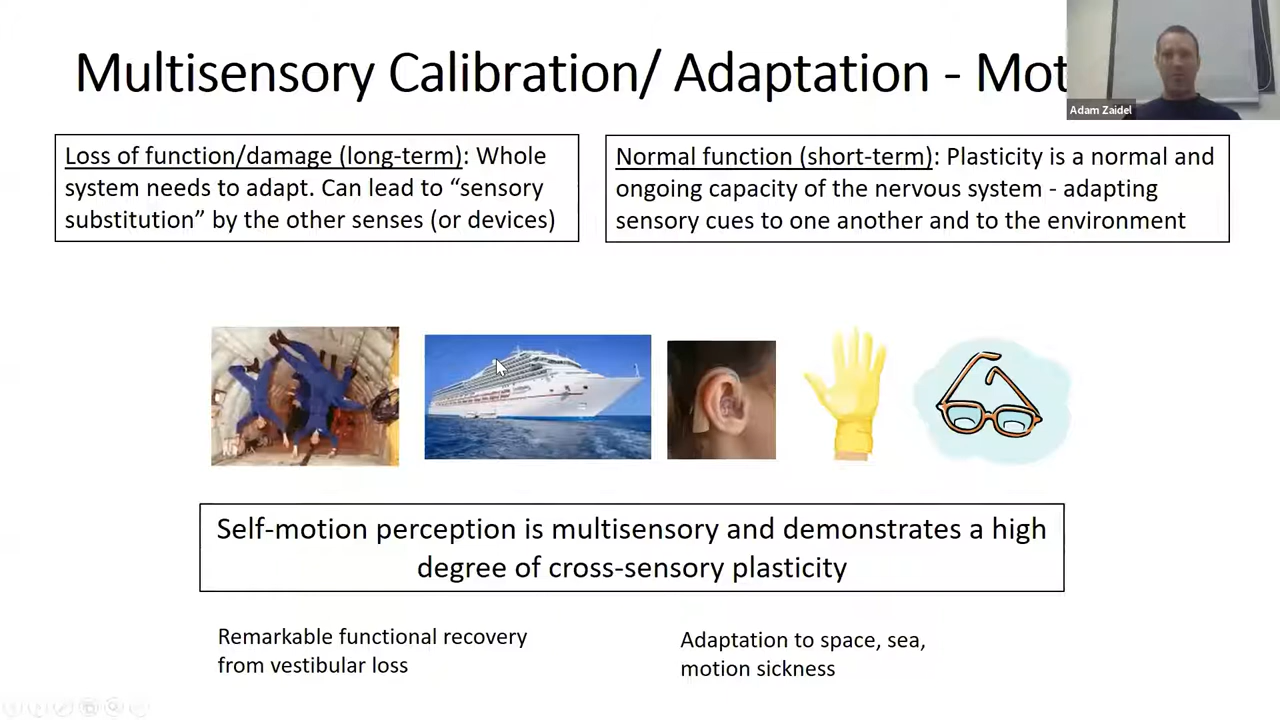 Multisensory Calibration/ Adaptation - Mot
Adam Zaidel
Loss of function/damage (long-term): Whole
system needs to adapt. Can lead to “sensory
substitution” by the other senses (or devices)
Normal function (short-term): Plasticity is a normal and
ongoing capacity of the nervous system - adapting
sensory cues to one another and to the environment
Self-motion perception is multisensory and demonstrates a high
degree of cross-sensory plasticity
Remarkable functional recovery
from vestibular loss
Adaptation to space, sea,
motion sickness